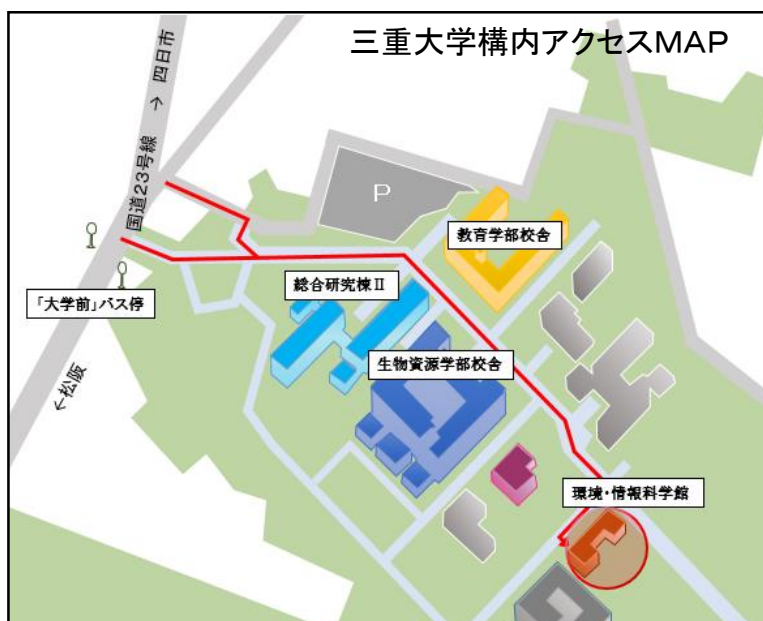 三重大学構内アクセスMAP
国道23号線 → 四日市
P
教育学部校舎
総合研究棟Ⅱ
「大学前」バス停
生物資源学部校舎
←松阪
環境・情報科学館